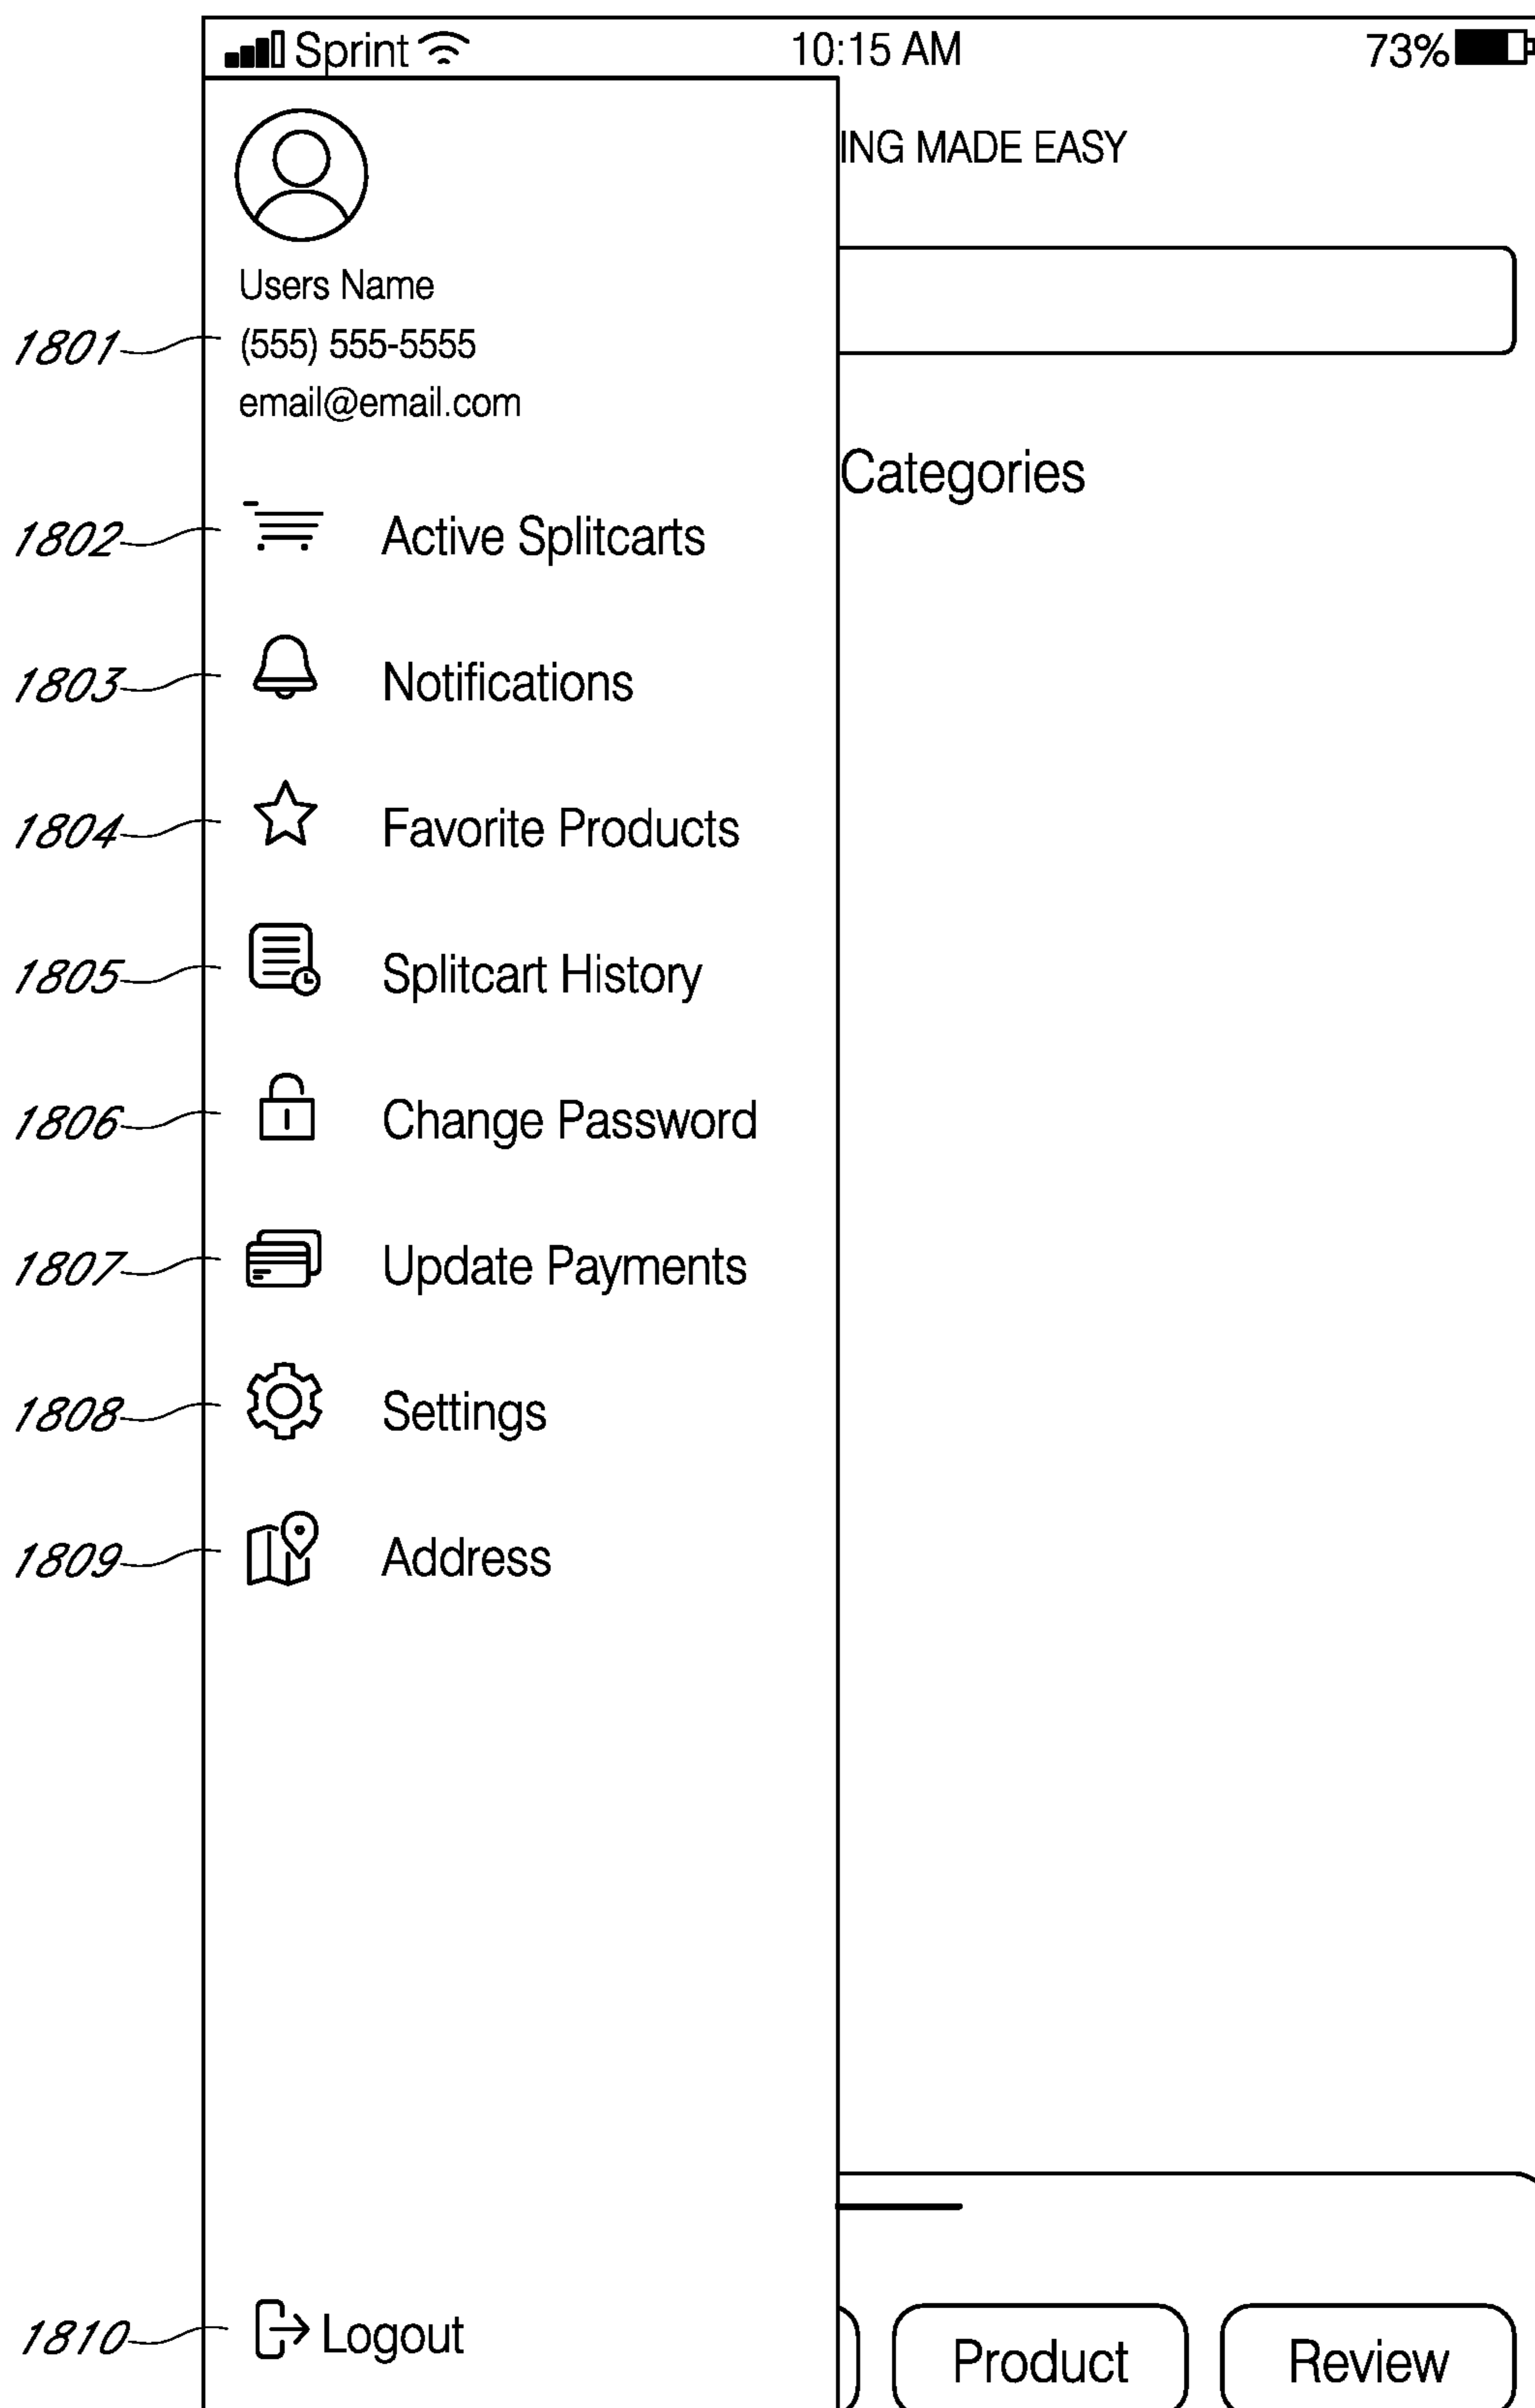 Sprint 10:15 AM 73%
ING MADE EASY
Users Name
1801 (555) 555-5555
email@email.com
Categories
1802 Active Splitcarts
1803 Notifications
1804 Favorite Products
1805 Splitcart History
1806 Change Password
1807 Update Payments
1808 Settings
1809 Address
1810 Logout
Product Review